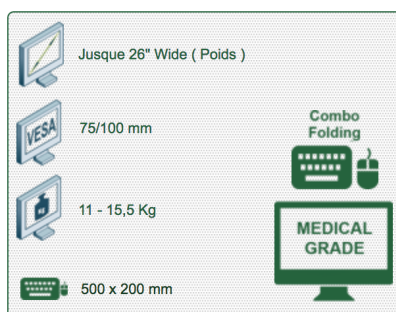 Jusque 26" Wide ( Poids )
VESA
75/100 mm
KG
11 - 15,5 Kg
500 x 200 mm
Combo
Folding
MEDICAL
GRADE